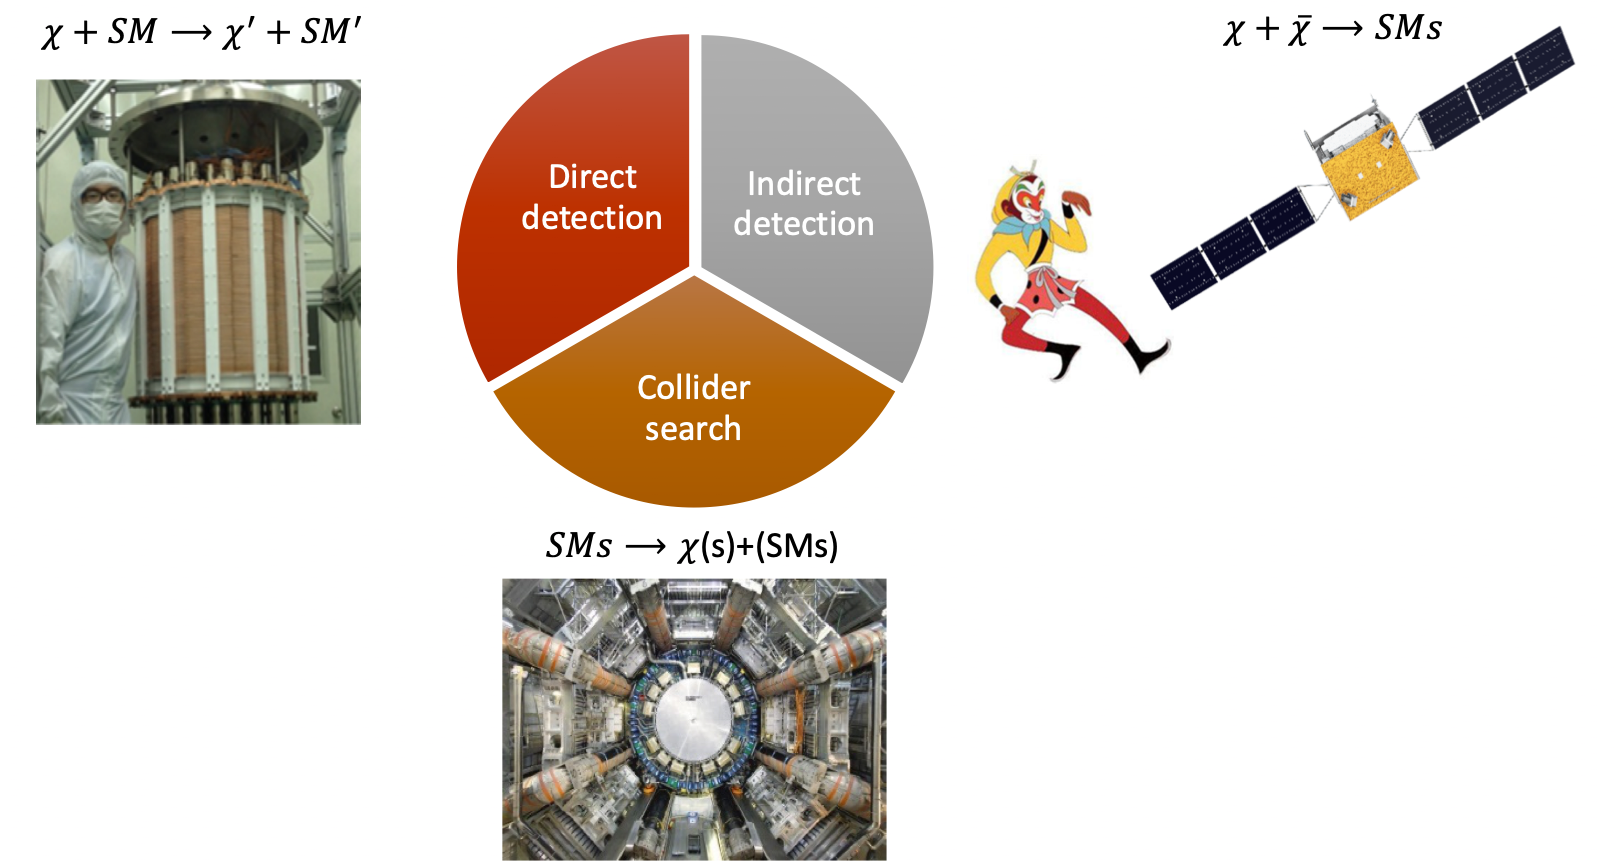 χ + SM ⟶ χ′ + SM′
χ + χ̄ ⟶ SMs
Direct
detection
Indirect
detection
Collider
search
SMs ⟶ χ(s)+(SMs)